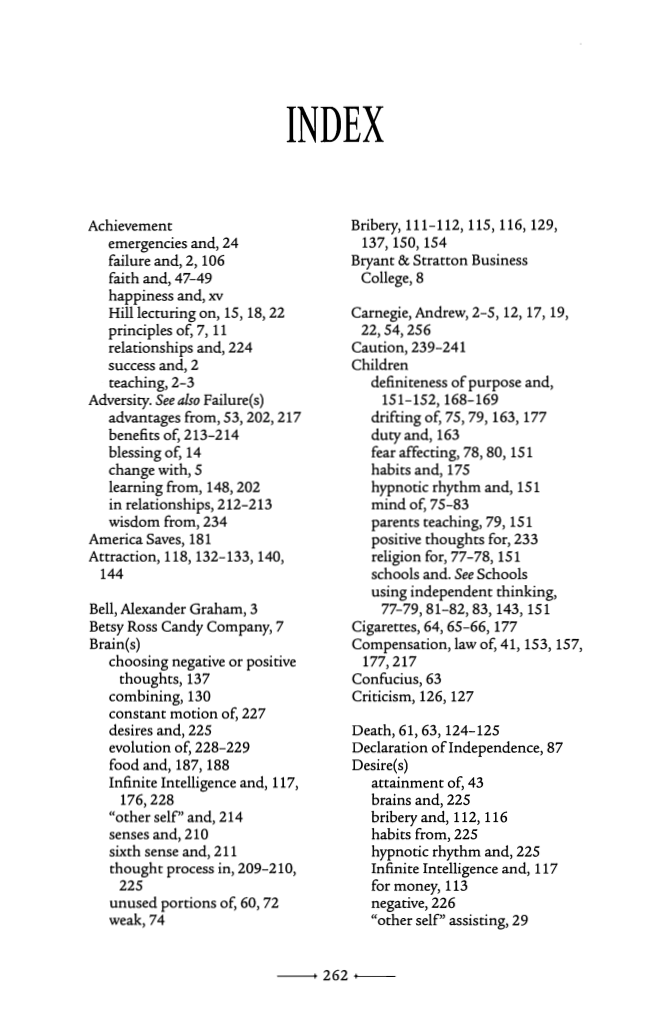 INDEX
Achievement
emergencies and, 24
failure and, 2, 106
faith and, 47–49
happiness and, xv
Hill lecturing on, 15, 18, 22
principles of, 7, 11
relationships and, 224
success and, 2
teaching, 2–3
Adversity. See also Failure(s)
advantages from, 53, 202, 217
benefits of, 213–214
blessing of, 14
change with, 5
learning from, 148, 202
in relationships, 212–213
wisdom from, 234
America Saves, 181
Attraction, 118, 132–133, 140,
144
Bell, Alexander Graham, 3
Betsy Ross Candy Company, 7
Brain(s)
choosing negative or positive
thoughts, 137
combining, 130
constant motion of, 227
desires and, 225
evolution of, 228–229
food and, 187, 188
Infinite Intelligence and, 117,
176, 228
“other self” and, 214
senses and, 210
sixth sense and, 211
thought process in, 209–210,
225
unused portions of, 60, 72
weak, 74
Bribery, 111–112, 115, 116, 129,
137, 150, 154
Bryant & Stratton Business
College, 8
Carnegie, Andrew, 2–5, 12, 17, 19,
22, 54, 256
Caution, 239–241
Children
definiteness of purpose and,
151–152, 168–169
drifting of, 75, 79, 163, 177
duty and, 163
fear affecting, 78, 80, 151
habits and, 175
hypnotic rhythm and, 151
mind of, 75–83
parents teaching, 79, 151
positive thoughts for, 233
religion for, 77–78, 151
schools and. See Schools
using independent thinking,
77–79, 81–82, 83, 143, 151
Cigarettes, 64, 65–66, 177
Compensation, law of, 41, 153, 157,
177, 217
Confucius, 63
Criticism, 126, 127
Death, 61, 63, 124–125
Declaration of Independence, 87
Desire(s)
attainment of, 43
brains and, 225
bribery and, 112, 116
habits from, 225
hypnotic rhythm and, 225
Infinite Intelligence and, 117
for money, 113
negative, 226
“other self” assisting, 29
262